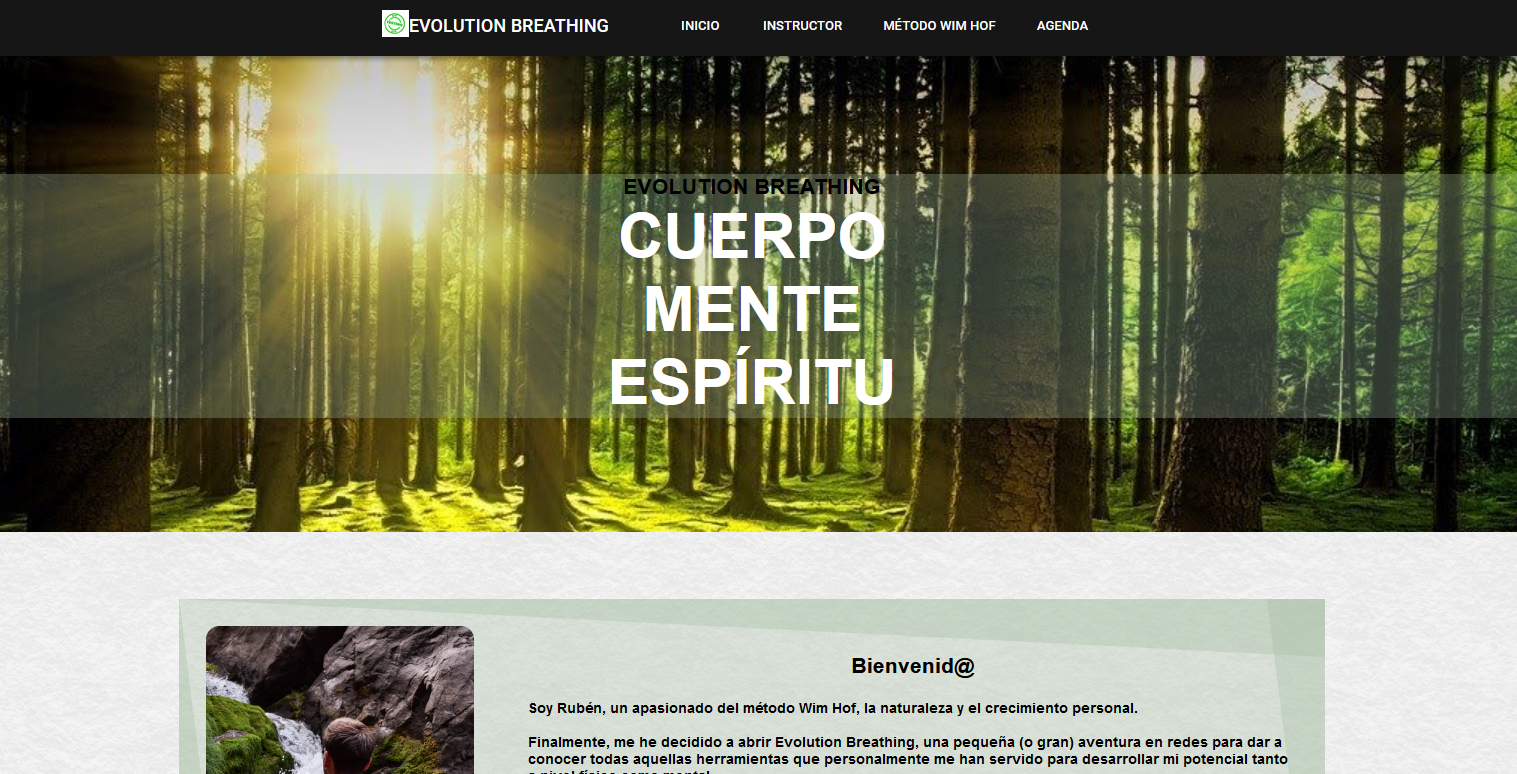 EVOLUTION BREATHING
INICIO
INSTRUCTOR
MÉTODO WIM HOF
AGENDA
EVOLUTION BREATHING
CUERPO
MENTE
ESPÍRITU
Bienvenid@
Soy Rubén, un apasionado del método Wim Hof, la naturaleza y el crecimiento personal.
Finalmente, me he decidido a abrir Evolution Breathing, una pequeña (o gran) aventura en redes para dar a
conocer todas aquellas herramientas que personalmente me han servido para desarrollar mi potencial tanto